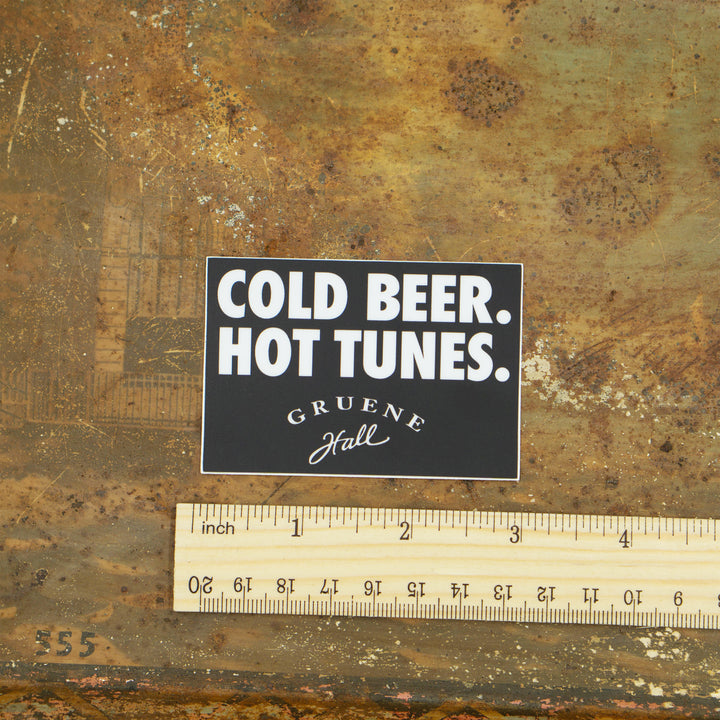 COLD BEER.
HOT TUNES.
GRUENE
Hall
inch 1 2 3 4
20 19 18 17 16 15 14 13 12 11 10 9 8
555